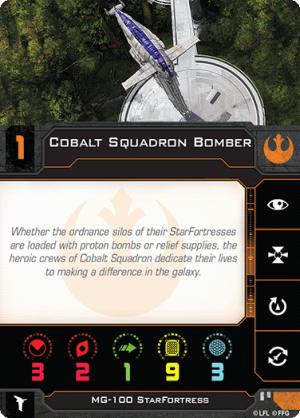 1
Cobalt Squadron Bomber
Whether the ordnance silos of their StarFortresses
are loaded with proton bombs or relief supplies, the
heroic crews of Cobalt Squadron dedicate their lives
to making a difference in the galaxy.
3 2 1 9 3
MG-100 StarFortress
©LFL ©FFG